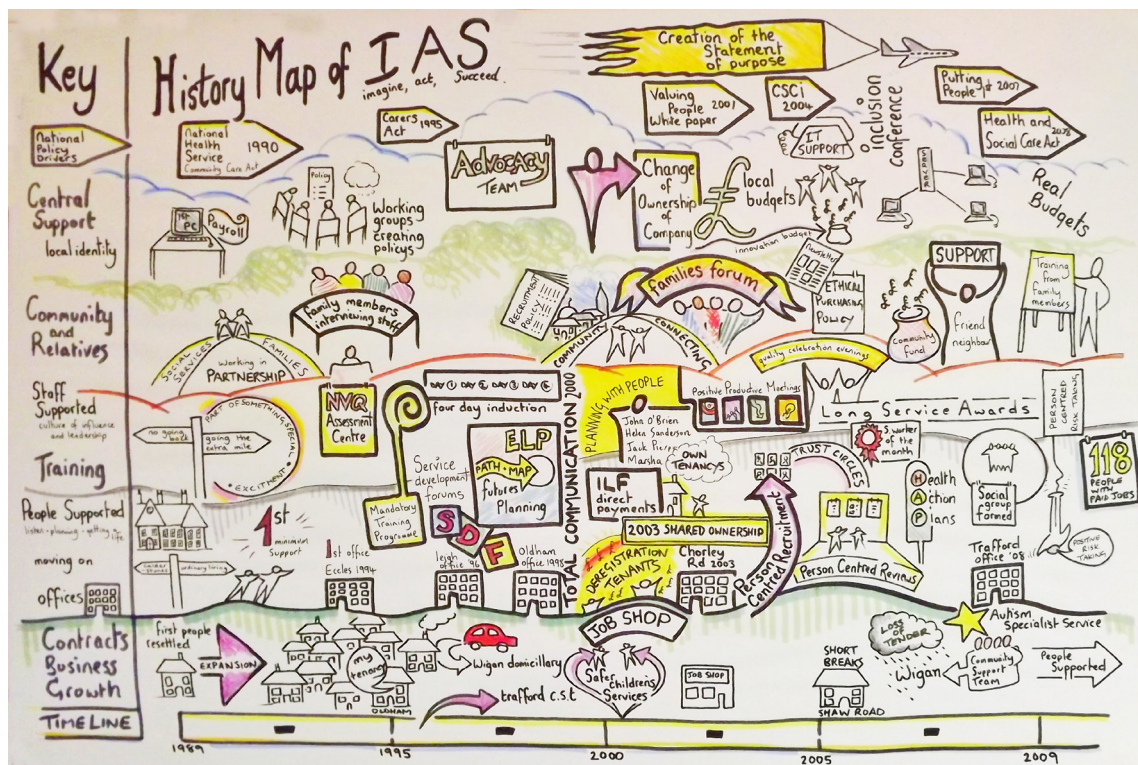 Key
History Map of IAS
imagine, act, succeed.
Creation of the
Statement
of purpose
National
Policy
Drivers
National
Health
Service
Community Care Act
1990
Carers
Act 1995
Valuing
People 2001
White paper
CSCi
2004
inclusion
conference
Putting
People 1st 2007
Health and
Social Care Act
2008
Central
Support
local identity
1st
PC
Payroll
Policy
Working
groups
creating
policys
ADVOCACY
TEAM
Change
of
Ownership
of
Company
£
local
budgets
IT
SUPPORT
innovation budget
Real
Budgets
Community
and
Relatives
SOCIAL
SERVICES
FAMILIES
working in
PARTNERSHIP
family members
interviewing staff
RECRUITMENT
POLICY
families forum
COMMUNITY
CONNECTING
newsletter
ETHICAL
PURCHASING
POLICY
quality celebration evenings
Community
fund
SUPPORT
friend
neighbour
Training
from
family
members
Staff
Supported
culture of influence
and leadership
no going
back
going the
extra mile
PART OF SOMETHING SPECIAL
EXCITMENT
NVQ
Assessment
Centre
DAY 1 DAY 2 DAY 3 DAY 4
four day induction
TOTAL COMMUNICATION 2000
PLANNING WITH PEOPLE
John O'Brien
Helen Sanderson
Jack Pierpoint
Marsha
Positive Productive Meetings
Long Service Awards
PERSON
CENTRED
RISK TAKING
Training
Mandatory
Training
Programme
Service
development
forums
SDF
ELP
PATH • MAP
futures
Planning
OWN
TENANCYS
ILF
direct
payments
TRUST CIRCLES
S. worker
of the
month
Health
Action
Plans
Social
group
formed
118
PEOPLE
WITH
PAID JOBS
People Supported
listen • planning • getting a
life
moving on
offices
ordinary living
1st
minimum
support
1st office
Eccles 1994
leigh
office '96
Oldham
office 1998
2003 SHARED OWNERSHIP
DEREGISTRATION
TENANTS
Chorley
Rd 2003
Person Centred Recruitment
Person Centred Reviews
Trafford
office '08
POSITIVE
RISK
TAKING
Contracts
Business
Growth
first people
resettled
EXPANSION
my
tenancy
OLDHAM
Wigan domicillary
trafford c.s.t
JOB SHOP
Safer
Childrens
Services
JOB SHOP
SHORT
BREAKS
SHAW ROAD
LOSS
OF
TENDER
Wigan
Autism
Specialist Service
Community
Support
Team
People
Supported
TIMELINE
1989
1995
2000
2005
2009